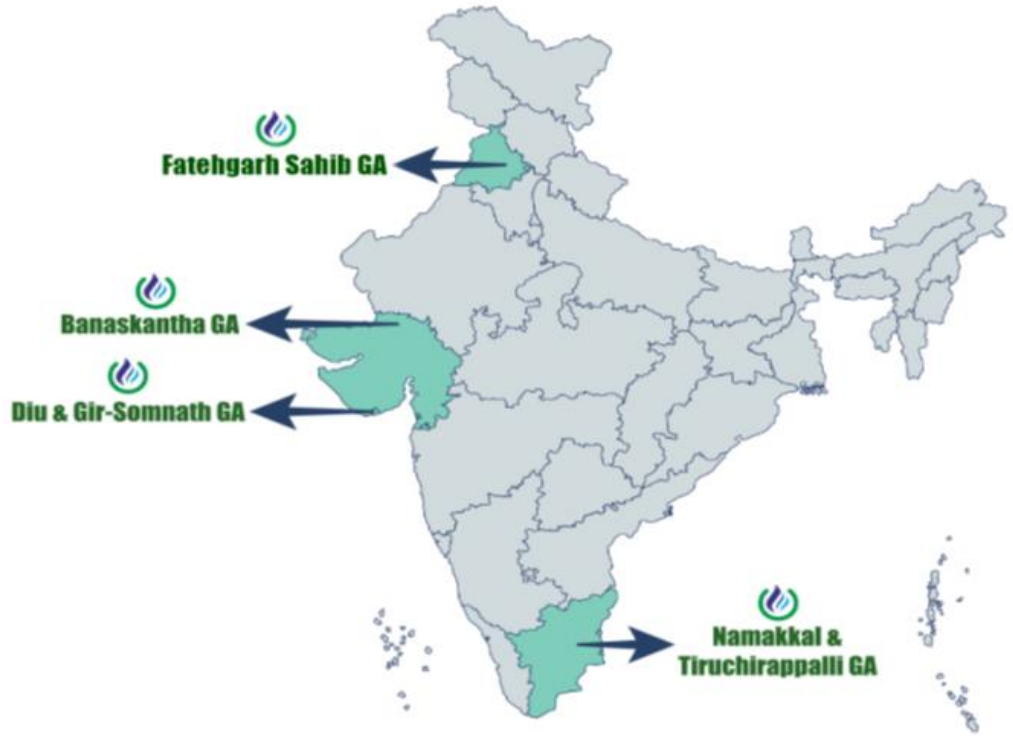 Fatehgarh Sahib GA
Banaskantha GA
Diu & Gir-Somnath GA
Namakkal &
Tiruchirappalli GA